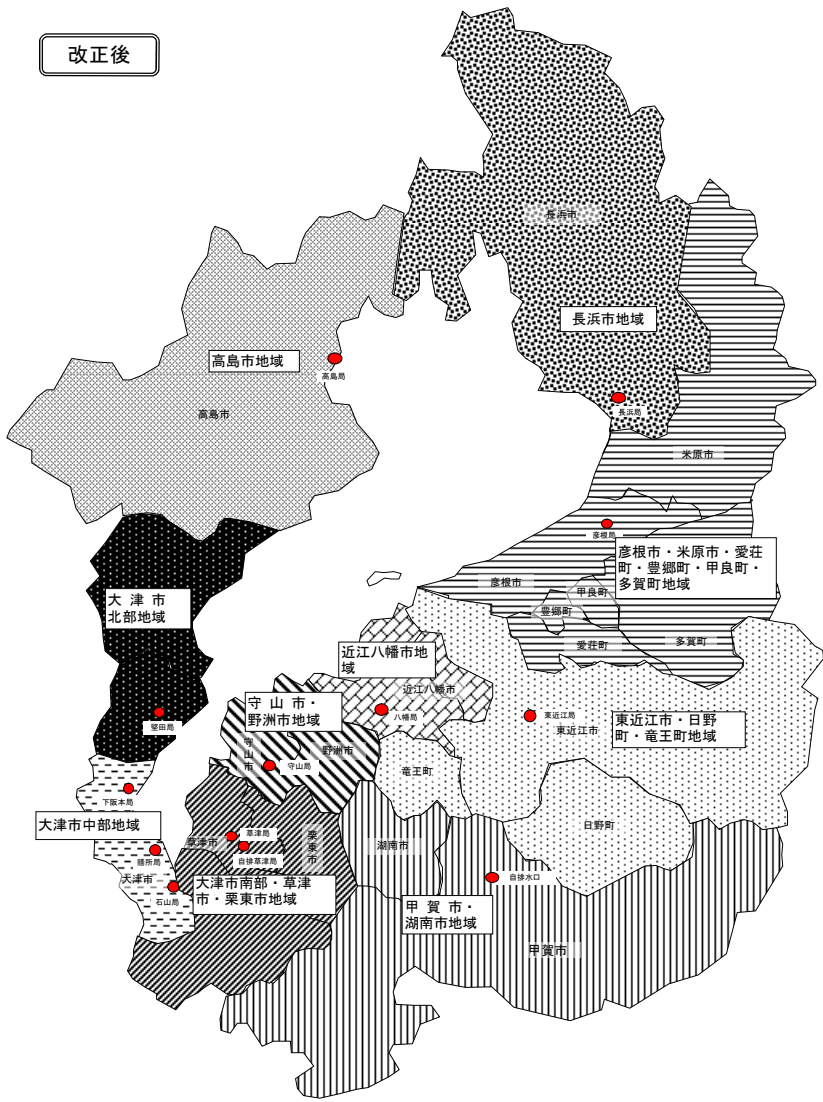 改正後
長浜市
長浜市地域
高島市地域
高島局
高島市
長浜局
米原市
彦根局
彦根市・米原市・愛荘
町・豊郷町・甲良町・
多賀町地域
彦根市
甲良町
豊郷町
愛荘町
多賀町
大 津 市
北部地域
近江八幡市地
域
近江八幡市
八幡局
守 山 市・
野洲市地域
東近江局
東近江市
東近江市・日野
町・竜王町地域
堅田局
守山市
野洲市
守山局
竜王町
下阪本局
大津市中部地域
日野町
草津市
草津局
栗東市
湖南市
自排草津局
膳所局
大津市
石山局
大津市南部・草津
市・栗東市地域
自排水口
甲 賀 市・
湖南市地域
甲賀市